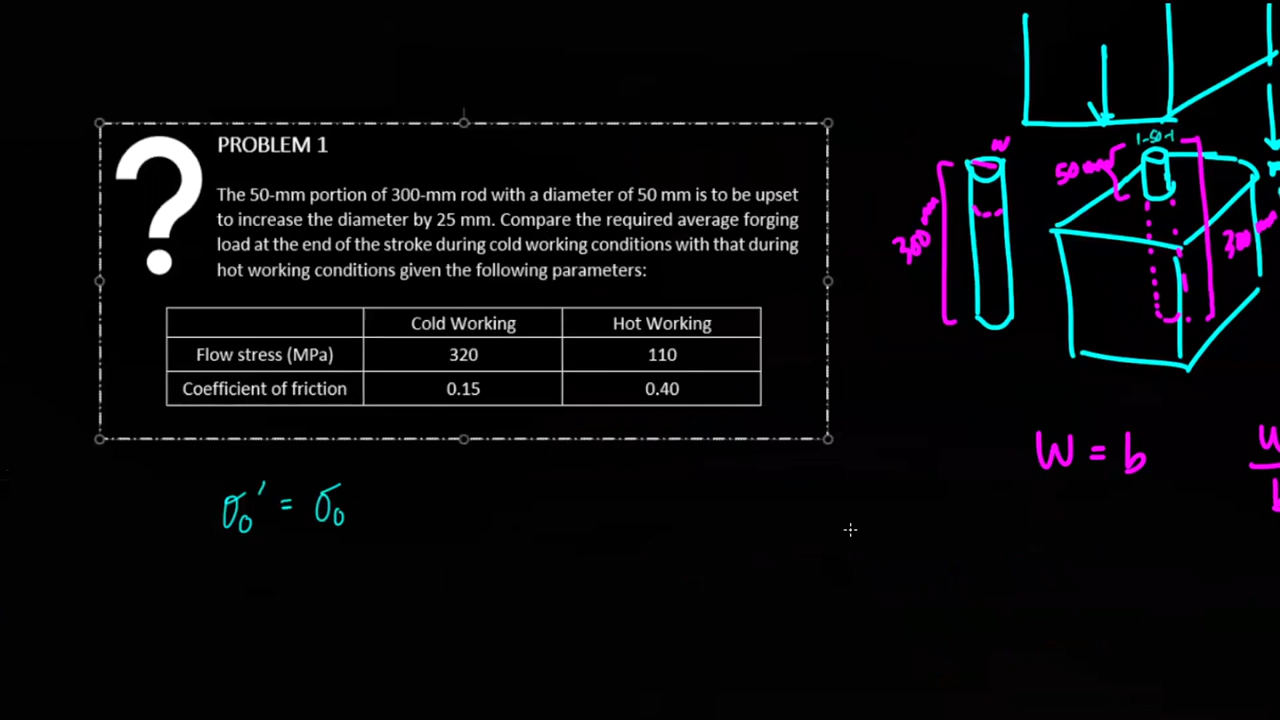 ?
PROBLEM 1
The 50-mm portion of 300-mm rod with a diameter of 50 mm is to be upset
to increase the diameter by 25 mm. Compare the required average forging
load at the end of the stroke during cold working conditions with that during
hot working conditions given the following parameters:
Cold Working Hot Working
Flow stress (MPa) 320 110
Coefficient of friction 0.15 0.40
σ₀' = σ₀
W
300 mm
50
50 mm
300 mm
W = b